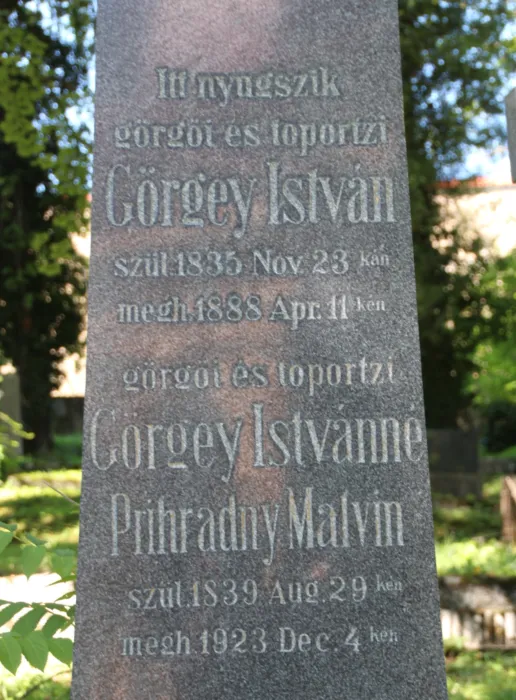 Itt nyugszik
görgői és toportzi
Görgey István
szül. 1835 Nov. 23 kán
megh. 1888 Apr. 11 ken
görgői és toportzi
Görgey Istvánné
Prihradny Malvin
szül. 1839 Aug. 29 ken
megh. 1923 Dec. 4 ken